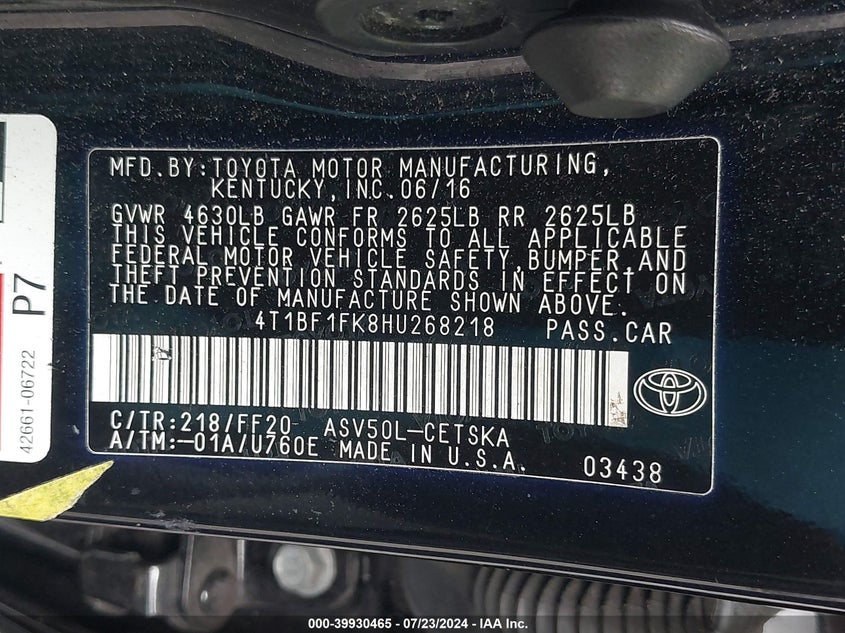 MFD.BY:TOYOTA MOTOR MANUFACTURING,
KENTUCKY,INC.06/16
GVWR 4630LB GAWR FR 2625LB RR 2625LB
THIS VEHICLE CONFORMS TO ALL APPLICABLE
FEDERAL MOTOR VEHICLE SAFETY,BUMPER,AND
THEFT PREVENTION STANDARDS IN EFFECT ON
THE DATE OF MANUFACTURE SHOWN ABOVE.
4T1BF1FK8HU268218 PASS.CAR
C/TR:218/FF20 ASV50L-CETSKA
A/TM:-01A/U760E MADE IN U.S.A. 03438
P7
42661-06722
000-39930465 - 07/23/2024 - IAA Inc.